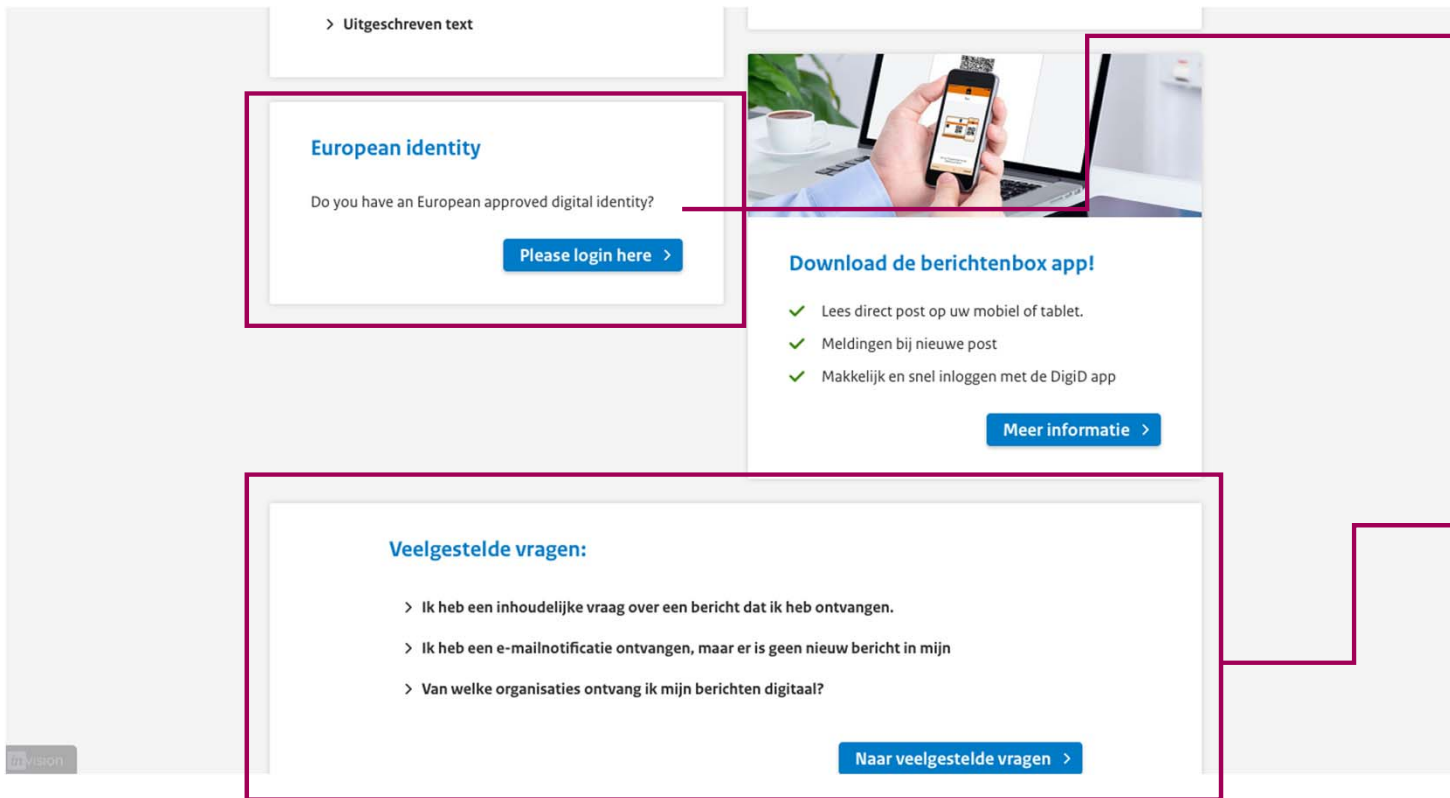 Uitgeschreven text
European identity
Do you have an European approved digital identity?
Please login here
Download de berichtenbox app!
Lees direct post op uw mobiel of tablet.
Meldingen bij nieuwe post
Makkelijk en snel inloggen met de DigiD app
Meer informatie
Veelgestelde vragen:
Ik heb een inhoudelijke vraag over een bericht dat ik heb ontvangen.
Ik heb een e-mailnotificatie ontvangen, maar er is geen nieuw bericht in mijn
Van welke organisaties ontvang ik mijn berichten digitaal?
Naar veelgestelde vragen
invision